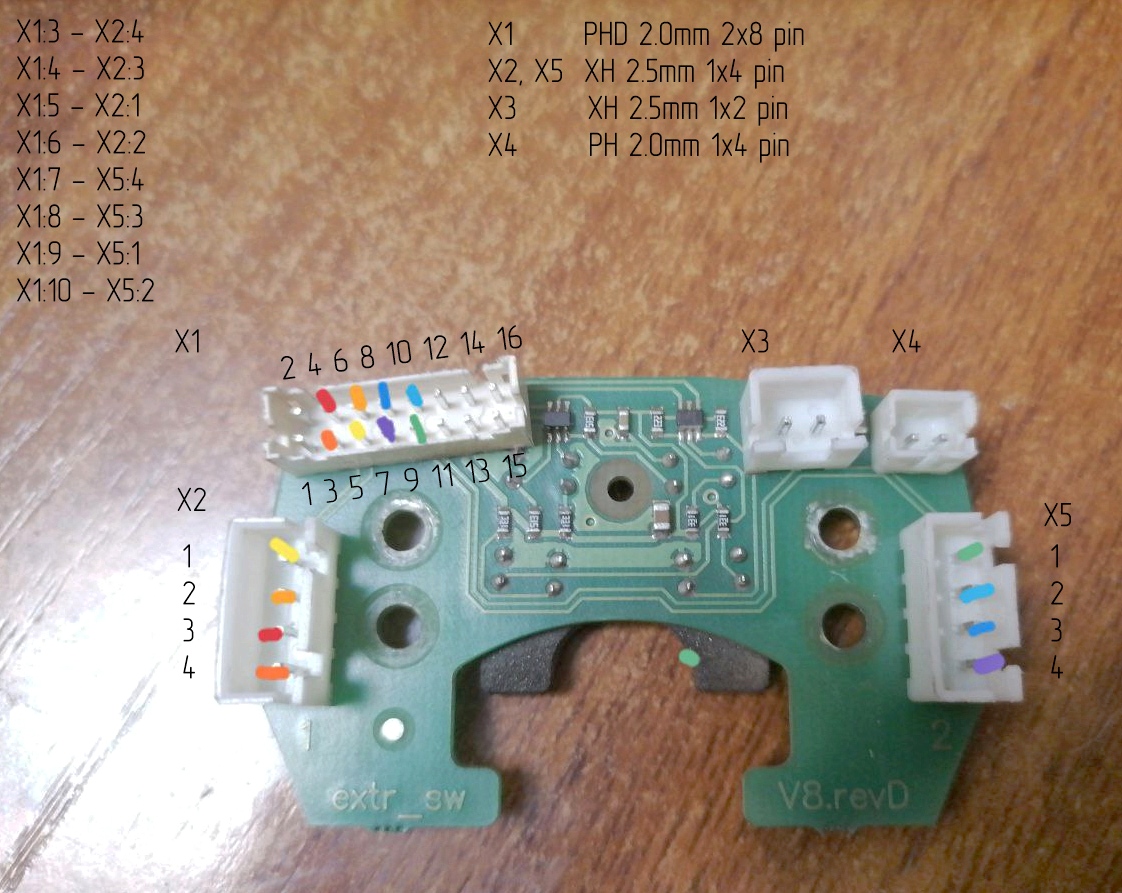 X1:3 – X2:4
X1:4 – X2:3
X1:5 – X2:1
X1:6 – X2:2
X1:7 – X5:4
X1:8 – X5:3
X1:9 – X5:1
X1:10 – X5:2
X1 PHD 2.0mm 2x8 pin
X2, X5 XH 2.5mm 1x4 pin
X3 XH 2.5mm 1x2 pin
X4 PH 2.0mm 1x4 pin
X1
2 4 6 8 10 12 14 16
1 3 5 7 9 11 13 15
X3
X4
X2
1
2
3
4
X5
1
2
3
4
1
2
extr_sw
V8.revD